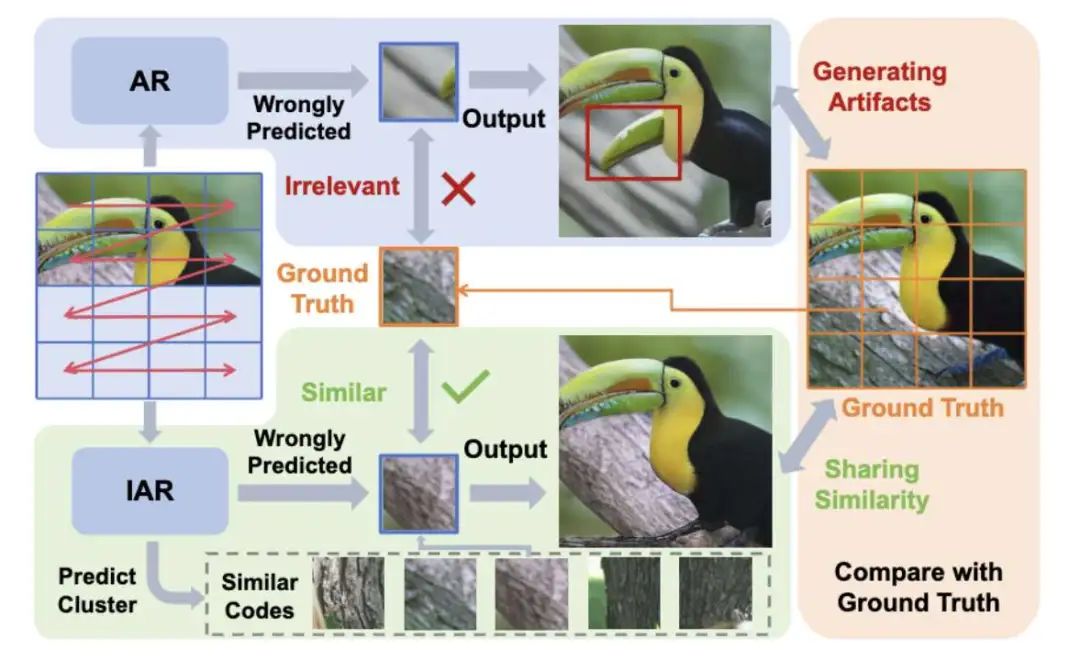 AR
Wrongly
Predicted
Output
Generating
Artifacts
Irrelevant
Ground
Truth
Similar
Ground Truth
IAR
Wrongly
Predicted
Output
Sharing
Similarity
Predict
Cluster
Similar
Codes
Compare with
Ground Truth